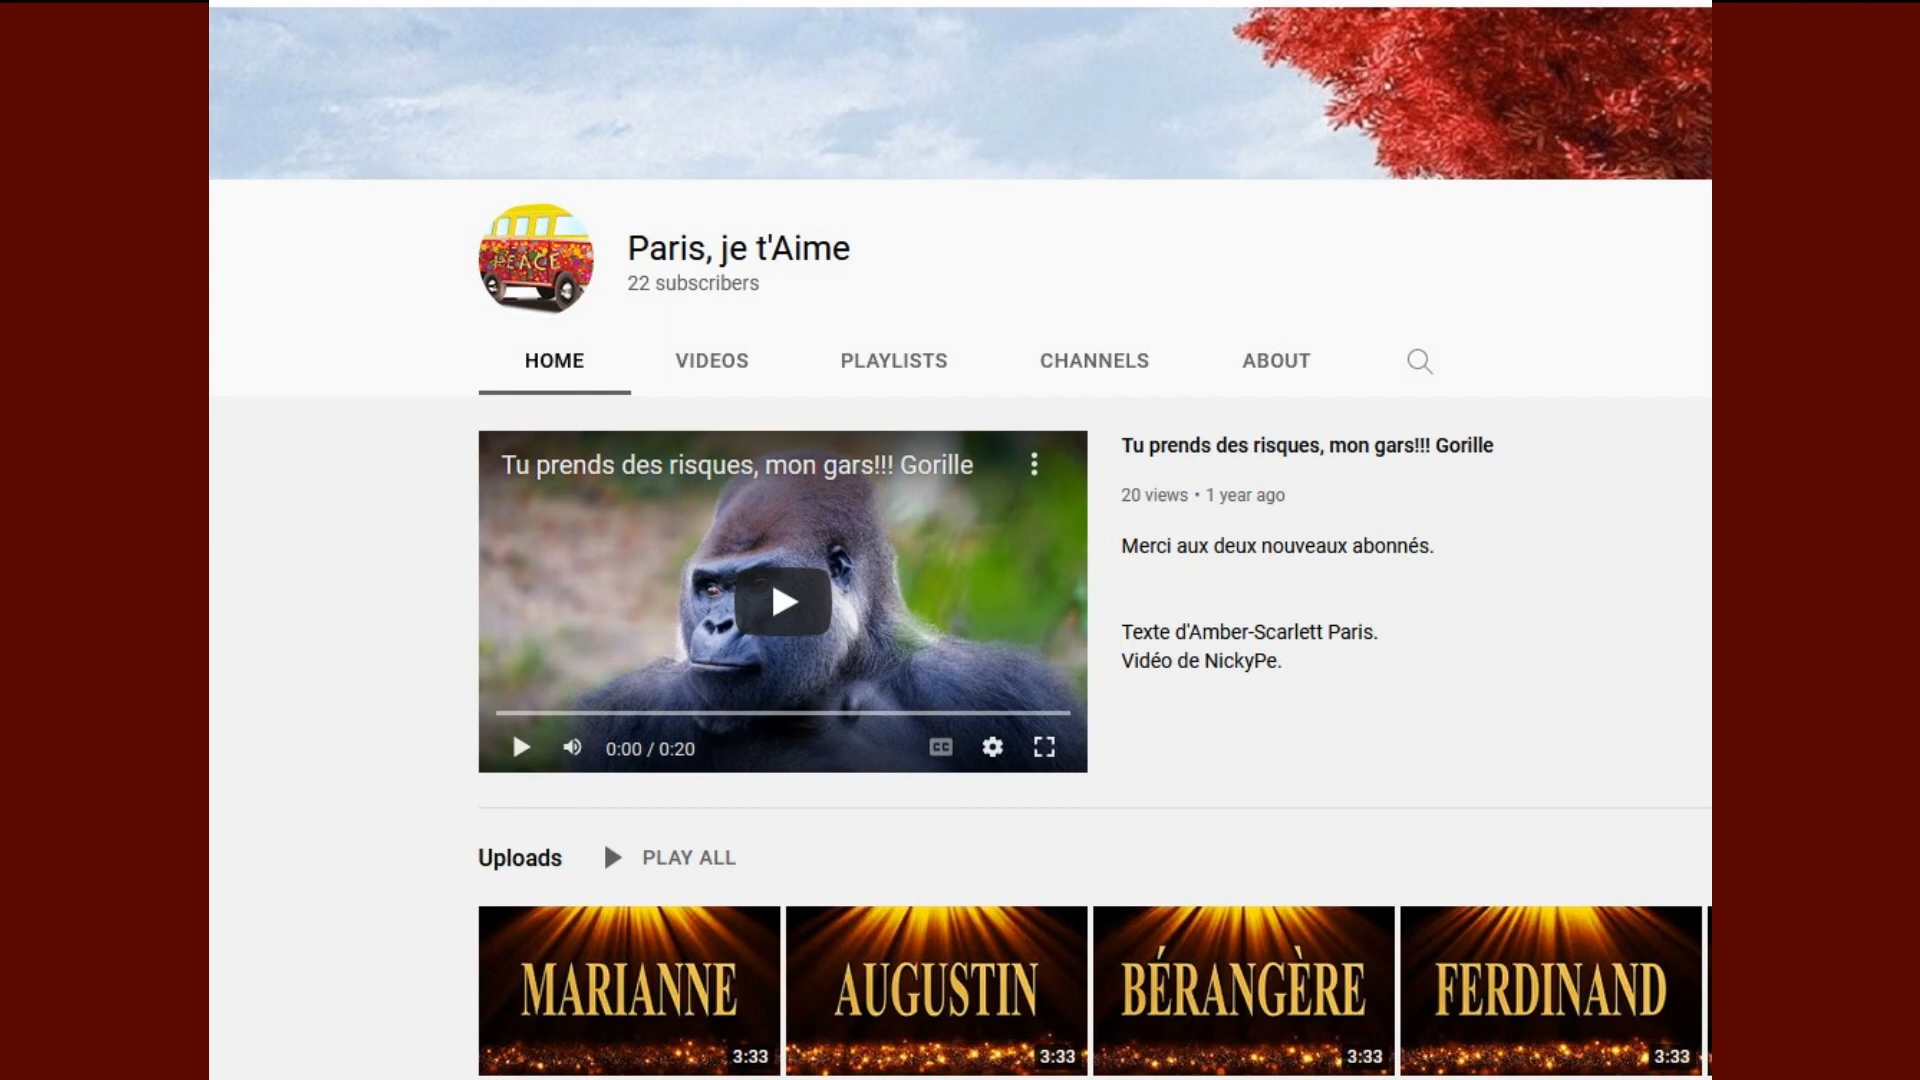 PEACE
Paris, je t'Aime
22 subscribers
HOME VIDEOS PLAYLISTS CHANNELS ABOUT
Tu prends des risques, mon gars!!! Gorille
Tu prends des risques, mon gars!!! Gorille
20 views • 1 year ago
Merci aux deux nouveaux abonnés.
Texte d'Amber-Scarlett Paris.
Vidéo de NickyPe.
0:00 / 0:20
CC
Uploads PLAY ALL
MARIANNE AUGUSTIN BÉRANGÈRE FERDINAND
3:33 3:33 3:33 3:33